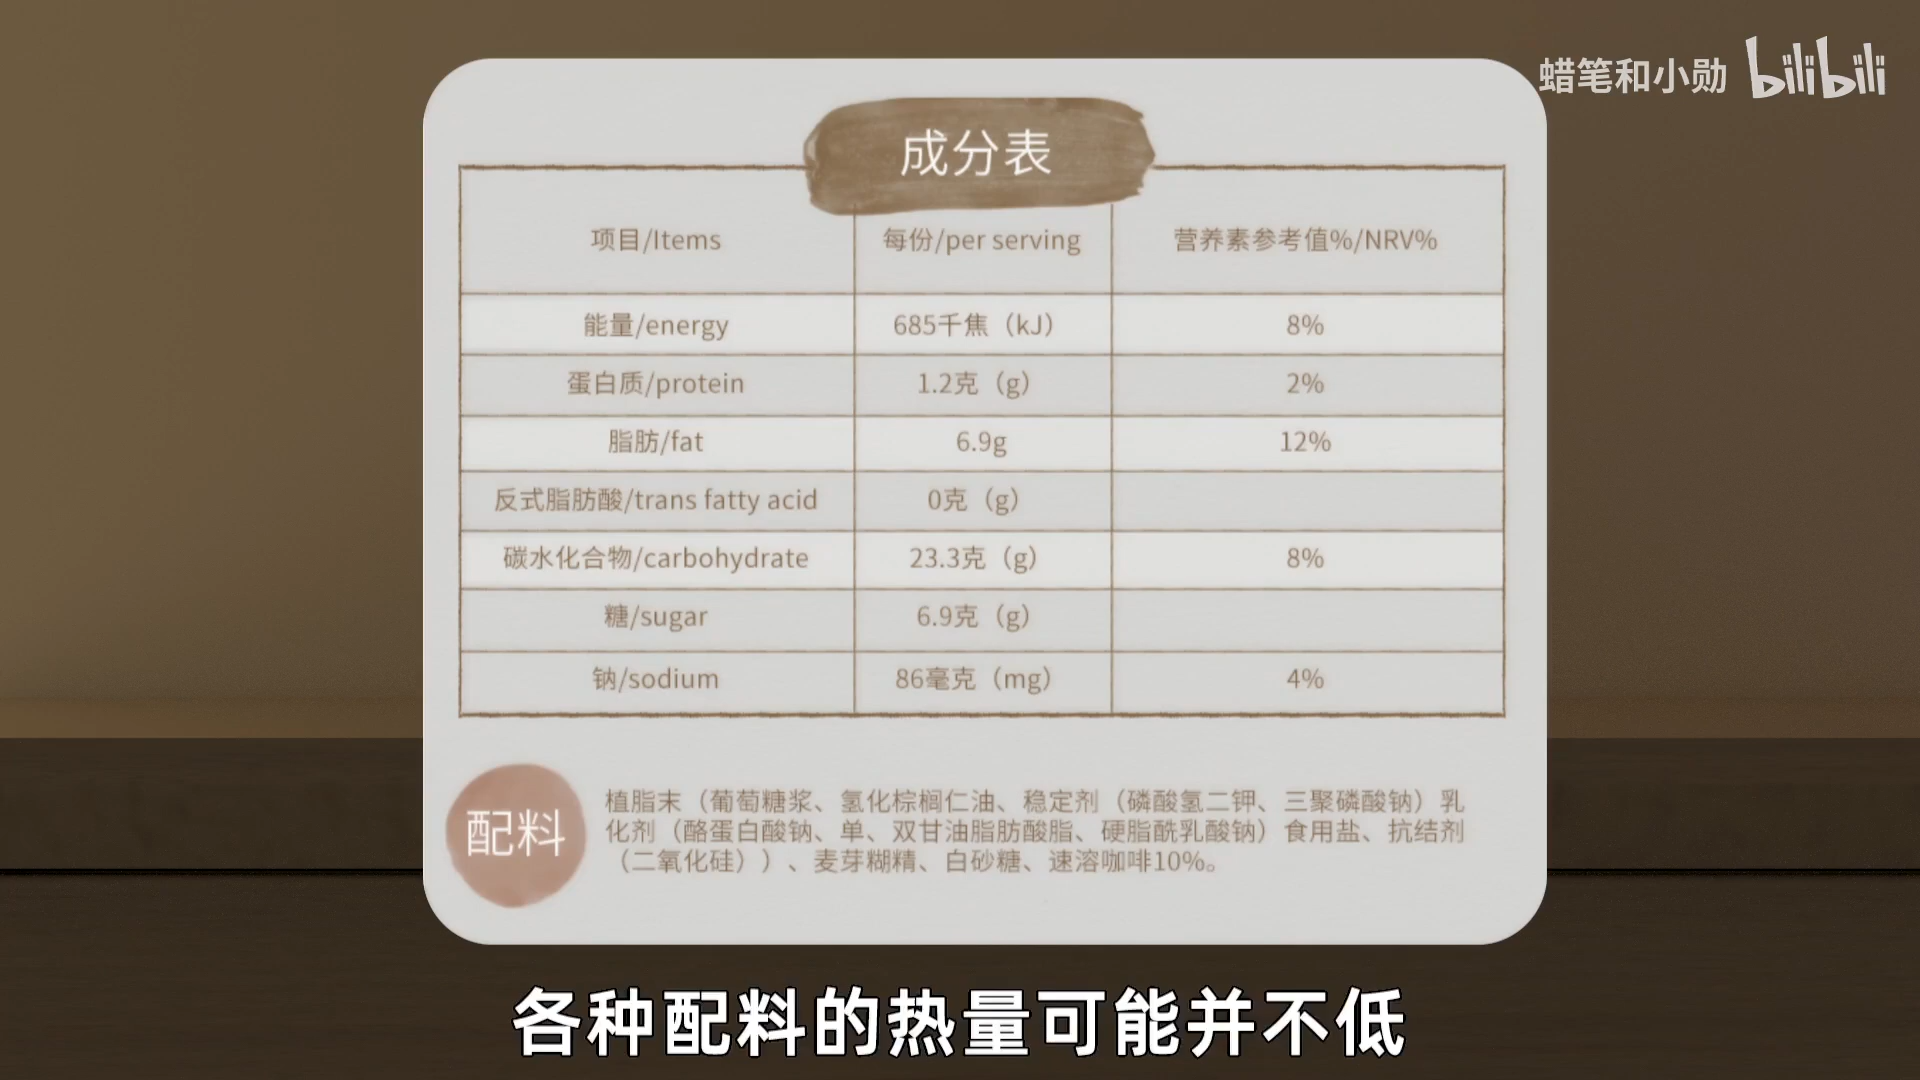 蜡笔和小勋 bilibili
成分表
项目/Items 每份/per serving 营养素参考值%/NRV%
能量/energy 685千焦（kJ） 8%
蛋白质/protein 1.2克（g） 2%
脂肪/fat 6.9g 12%
反式脂肪酸/trans fatty acid 0克（g）
碳水化合物/carbohydrate 23.3克（g） 8%
糖/sugar 6.9克（g）
钠/sodium 86毫克（mg） 4%
配料
植脂末（葡萄糖浆、氢化棕榈仁油、稳定剂（磷酸氢二钾、三聚磷酸钠）乳
化剂（酪蛋白酸钠、单、双甘油脂肪酸脂、硬脂酰乳酸钠）食用盐、抗结剂
（二氧化硅））、麦芽糊精、白砂糖、速溶咖啡10%。
各种配料的热量可能并不低